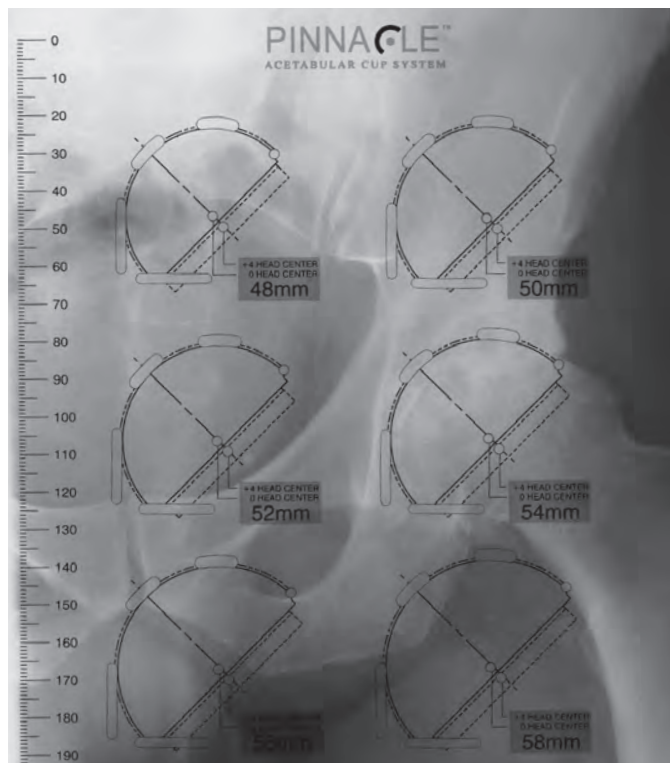 PINNACLE™
ACETABULAR CUP SYSTEM
0
10
20
30
40
50
60
70
80
90
100
110
120
130
140
150
160
170
180
190
+4 HEAD CENTER
0 HEAD CENTER
48mm
+4 HEAD CENTER
0 HEAD CENTER
50mm
+4 HEAD CENTER
0 HEAD CENTER
52mm
+4 HEAD CENTER
0 HEAD CENTER
54mm
+4 HEAD CENTER
0 HEAD CENTER
58mm